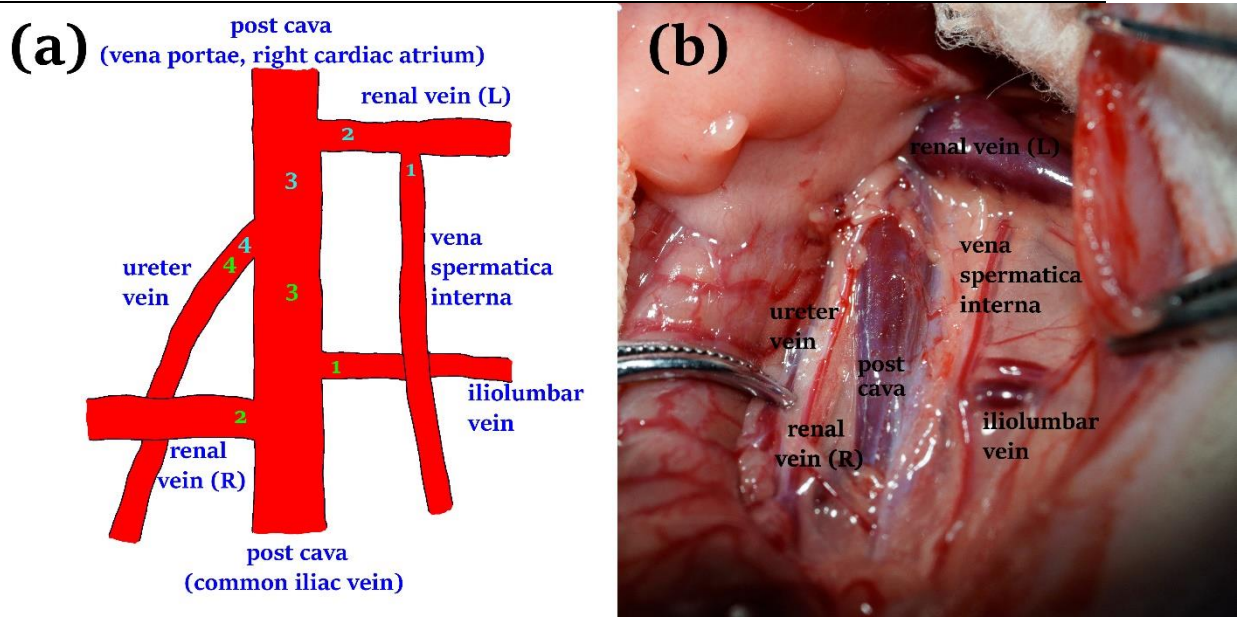 (a)
post cava
(vena portae, right cardiac atrium)
renal vein (L)
2
1
3
4
4
ureter
vein
3
vena
spermatica
interna
1
iliolumbar
vein
2
renal
vein (R)
post cava
(common iliac vein)
(b)
renal vein (L)
vena
spermatica
interna
ureter
vein
post
cava
renal
vein (R)
iliolumbar
vein